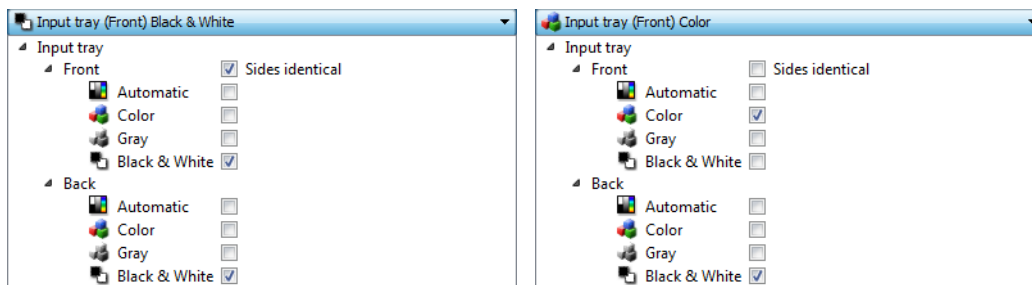 Input tray (Front) Black & White
Input tray
Front Sides identical
Automatic
Color
Gray
Black & White
Back
Automatic
Color
Gray
Black & White
Input tray (Front) Color
Input tray
Front Sides identical
Automatic
Color
Gray
Black & White
Back
Automatic
Color
Gray
Black & White